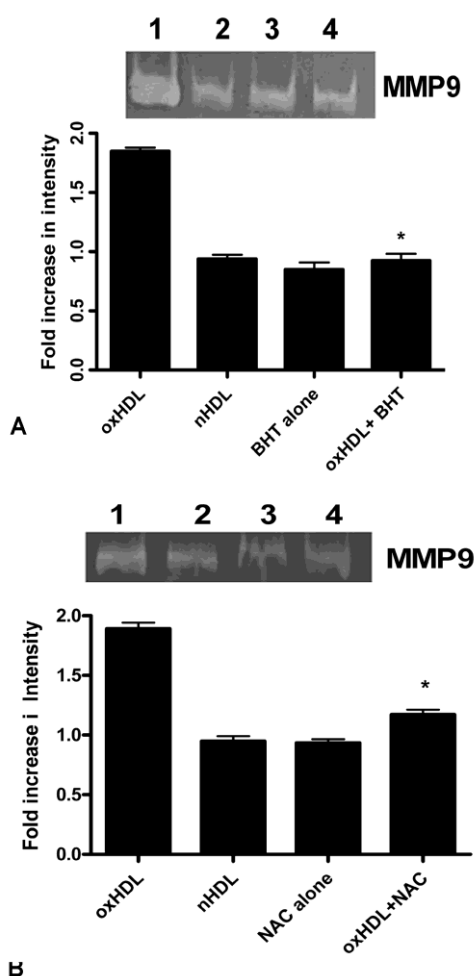 1 2 3 4
MMP9
Fold increase in intensity
2.0
1.5
1.0
0.5
0.0
*
oxHDL
nHDL
BHT alone
oxHDL+ BHT
A
1 2 3 4
MMP9
Fold increase i Intensity
2.0
1.5
1.0
0.5
0.0
*
oxHDL
nHDL
NAC alone
oxHDL+NAC
B